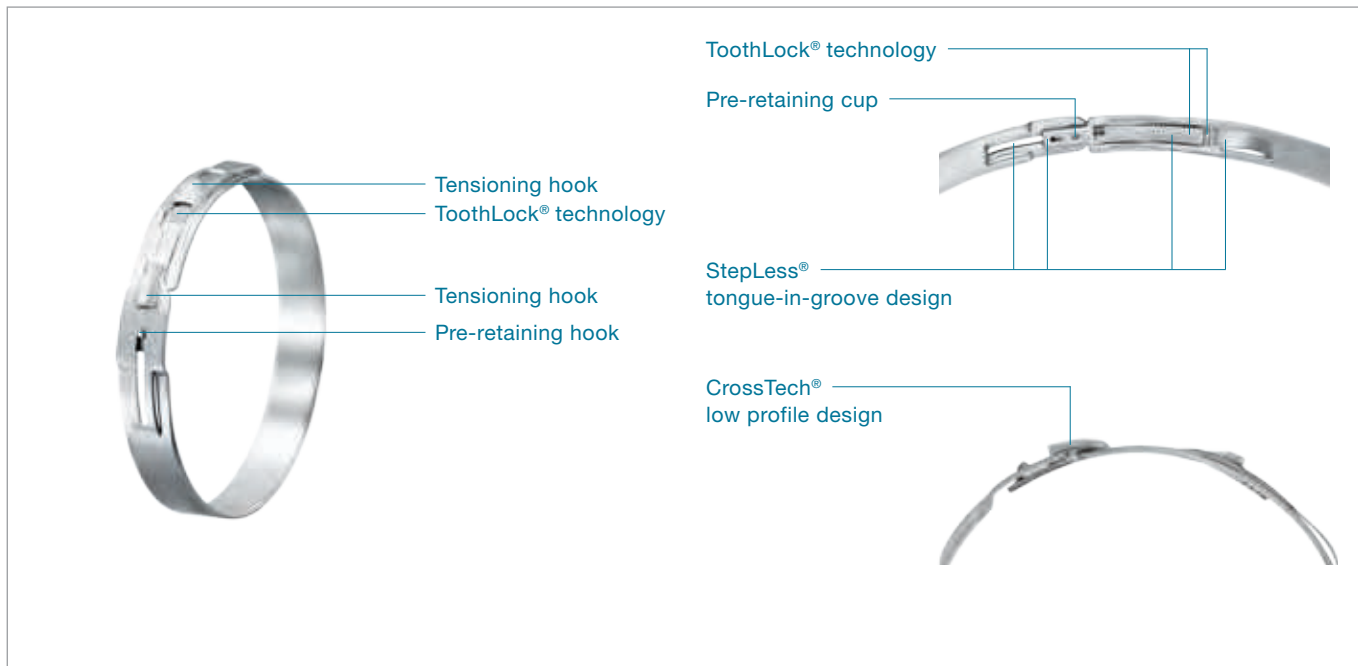 Tensioning hook
ToothLock® technology
Tensioning hook
Pre-retaining hook
ToothLock® technology
Pre-retaining cup
StepLess®
tongue-in-groove design
CrossTech®
low profile design